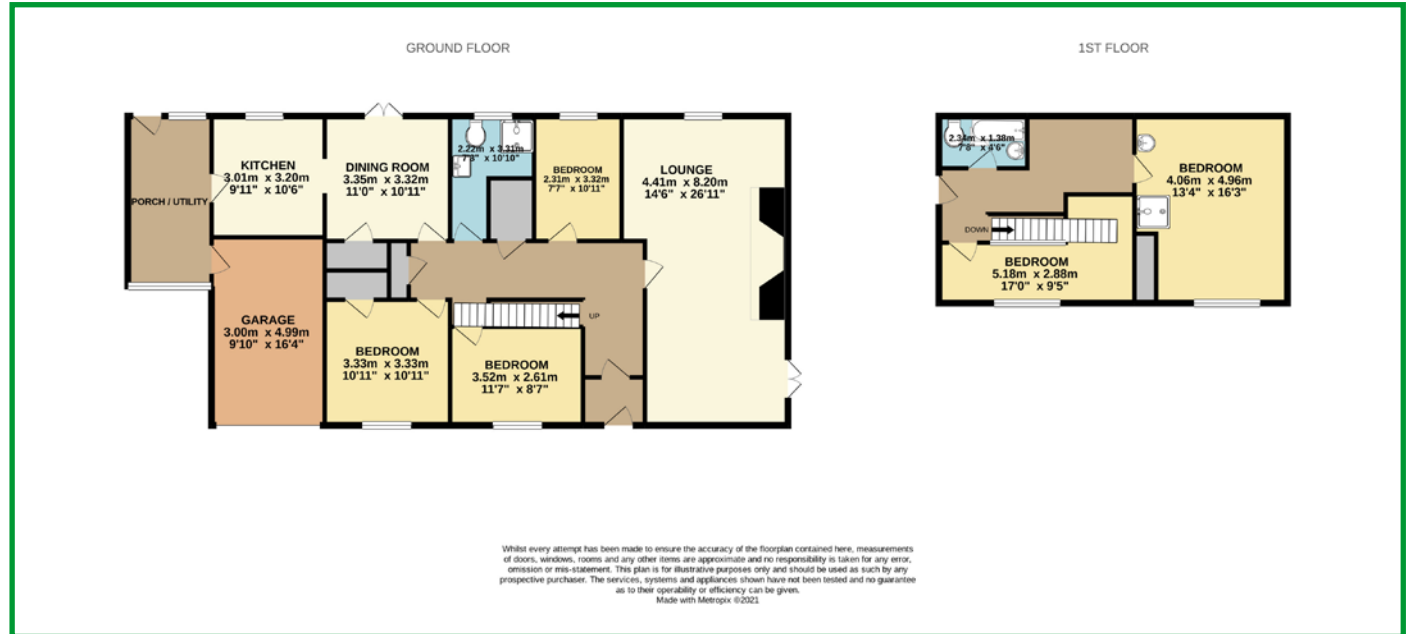 GROUND FLOOR
1ST FLOOR
PORCH / UTILITY
KITCHEN
3.01m x 3.20m
9'11" x 10'6"
DINING ROOM
3.35m x 3.32m
11'0" x 10'11"
2.22m x 3.31m
7'3" x 10'10"
BEDROOM
2.31m x 3.32m
7'7" x 10'11"
LOUNGE
4.41m x 8.20m
14'6" x 26'11"
GARAGE
3.00m x 4.99m
9'10" x 16'4"
BEDROOM
3.33m x 3.33m
10'11" x 10'11"
UP
BEDROOM
3.52m x 2.61m
11'7" x 8'7"
2.34m x 1.38m
7'8" x 4'6"
BEDROOM
4.06m x 4.96m
13'4" x 16'3"
DOWN
BEDROOM
5.18m x 2.88m
17'0" x 9'5"
Whilst every attempt has been made to ensure the accuracy of the floorplan contained here, measurements
of doors, windows, rooms and any other items are approximate and no responsibility is taken for any error,
omission or mis-statement. This plan is for illustrative purposes only and should be used as such by any
prospective purchaser. The services, systems and appliances shown have not been tested and no guarantee
as to their operability or efficiency can be given.
Made with Metropix ©2021